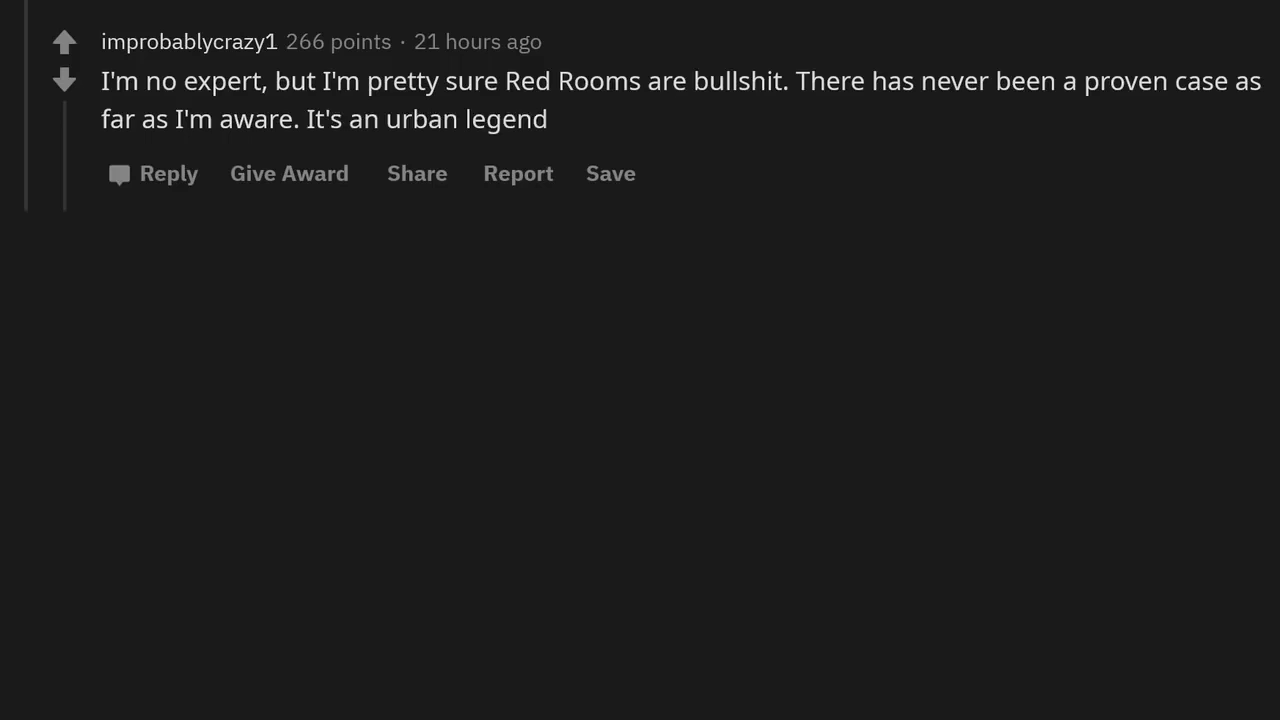 improbablycrazy1 266 points · 21 hours ago
I'm no expert, but I'm pretty sure Red Rooms are bullshit. There has never been a proven case as
far as I'm aware. It's an urban legend
Reply Give Award Share Report Save